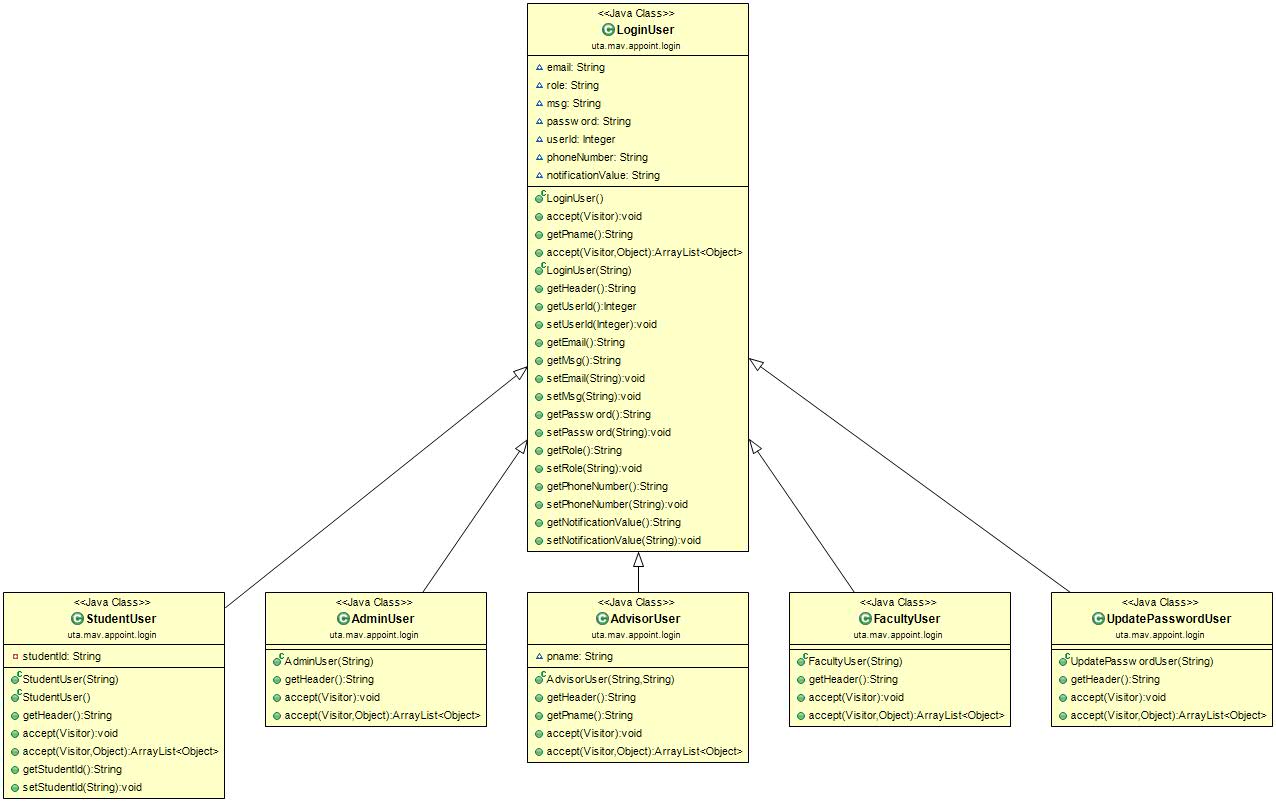 <<Java Class>>
LoginUser
uta.mav.appoint.login
email: String
role: String
msg: String
password: String
userId: Integer
phoneNumber: String
notificationValue: String
LoginUser()
accept(Visitor):void
getPname():String
accept(Visitor,Object):ArrayList<Object>
LoginUser(String)
getHeader():String
getUserId():Integer
setUserId(Integer):void
getEmail():String
getMsg():String
setEmail(String):void
setMsg(String):void
getPassword():String
setPassword(String):void
getRole():String
setRole(String):void
getPhoneNumber():String
setPhoneNumber(String):void
getNotificationValue():String
setNotificationValue(String):void
<<Java Class>>
StudentUser
uta.mav.appoint.login
studentId: String
StudentUser(String)
StudentUser()
getHeader():String
accept(Visitor):void
accept(Visitor,Object):ArrayList<Object>
getStudentId():String
setStudentId(String):void
<<Java Class>>
AdminUser
uta.mav.appoint.login
AdminUser(String)
getHeader():String
accept(Visitor):void
accept(Visitor,Object):ArrayList<Object>
<<Java Class>>
AdvisorUser
uta.mav.appoint.login
pname: String
AdvisorUser(String,String)
getHeader():String
getPname():String
accept(Visitor):void
accept(Visitor,Object):ArrayList<Object>
<<Java Class>>
FacultyUser
uta.mav.appoint.login
FacultyUser(String)
getHeader():String
accept(Visitor):void
accept(Visitor,Object):ArrayList<Object>
<<Java Class>>
UpdatePasswordUser
uta.mav.appoint.login
UpdatePasswordUser(String)
getHeader():String
accept(Visitor):void
accept(Visitor,Object):ArrayList<Object>